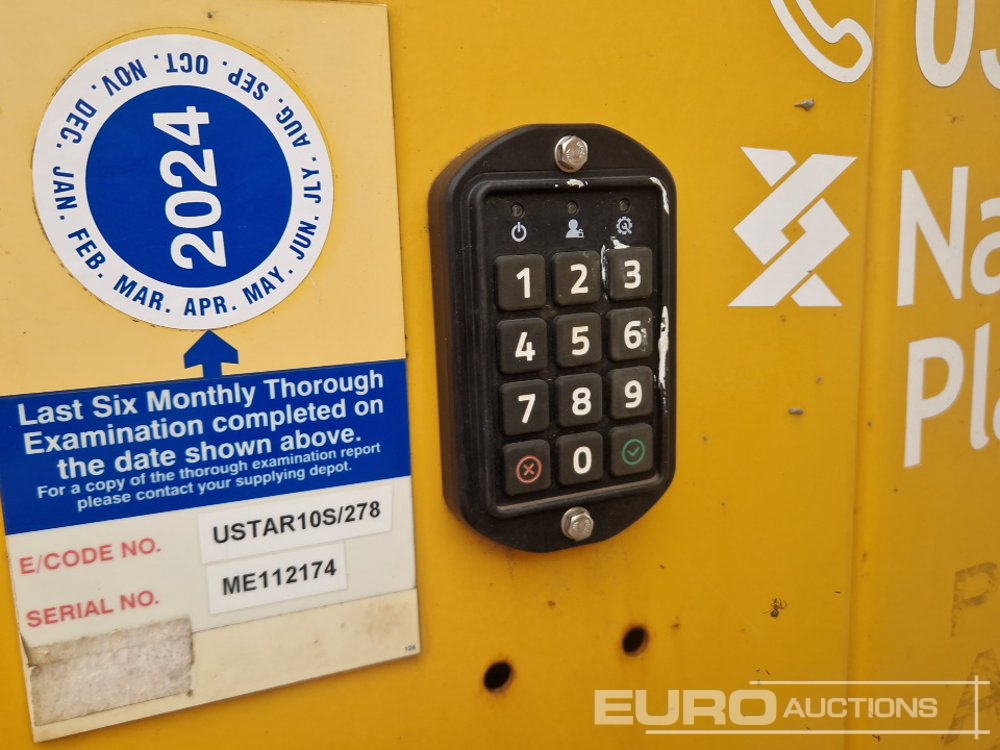 JAN. FEB. MAR. APR. MAY. JUN. JLY. AUG. SEP. OCT. NOV. DEC.
2024
Last Six Monthly Thorough
Examination completed on
the date shown above.
For a copy of the thorough examination report
please contact your supplying depot.
E/CODE NO.
USTAR10S/278
SERIAL NO.
ME112174
124
1 2 3
4 5 6
7 8 9
0
Na
Pla
EURO AUCTIONS